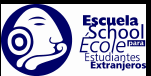 Escuela
School
Ecole para
Estudiantes
Extranjeros